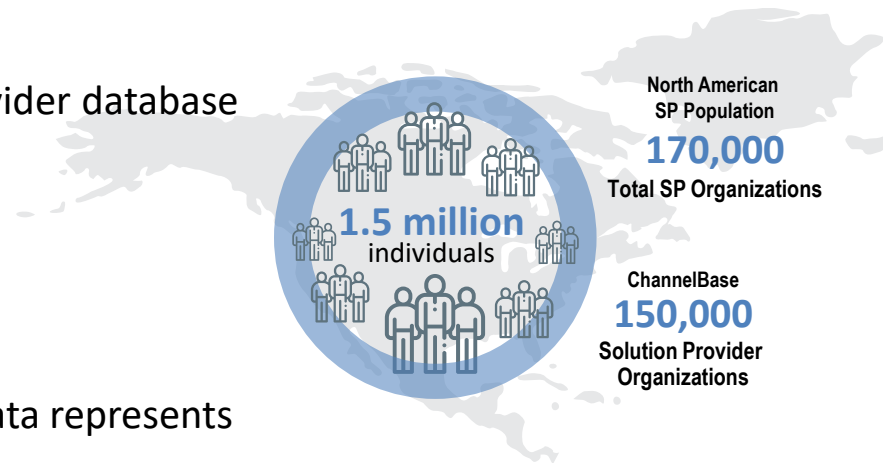 vider database
North American
SP Population
170,000
Total SP Organizations
1.5 million
individuals
ChannelBase
150,000
Solution Provider
Organizations
ata represents